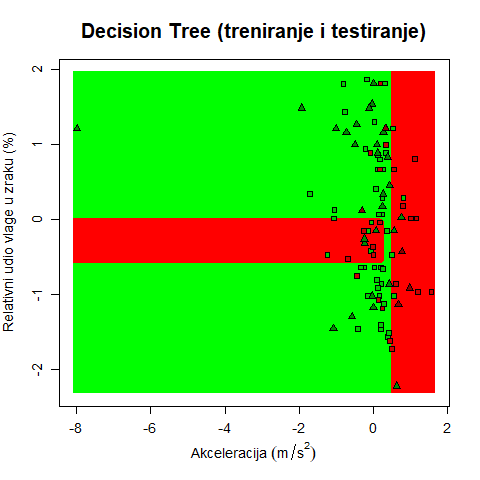 Decision Tree (treniranje i testiranje)
Relativni udio vlage u zraku (%)
2
1
0
-1
-2
-8 -6 -4 -2 0 2
Akceleracija (m/s²)